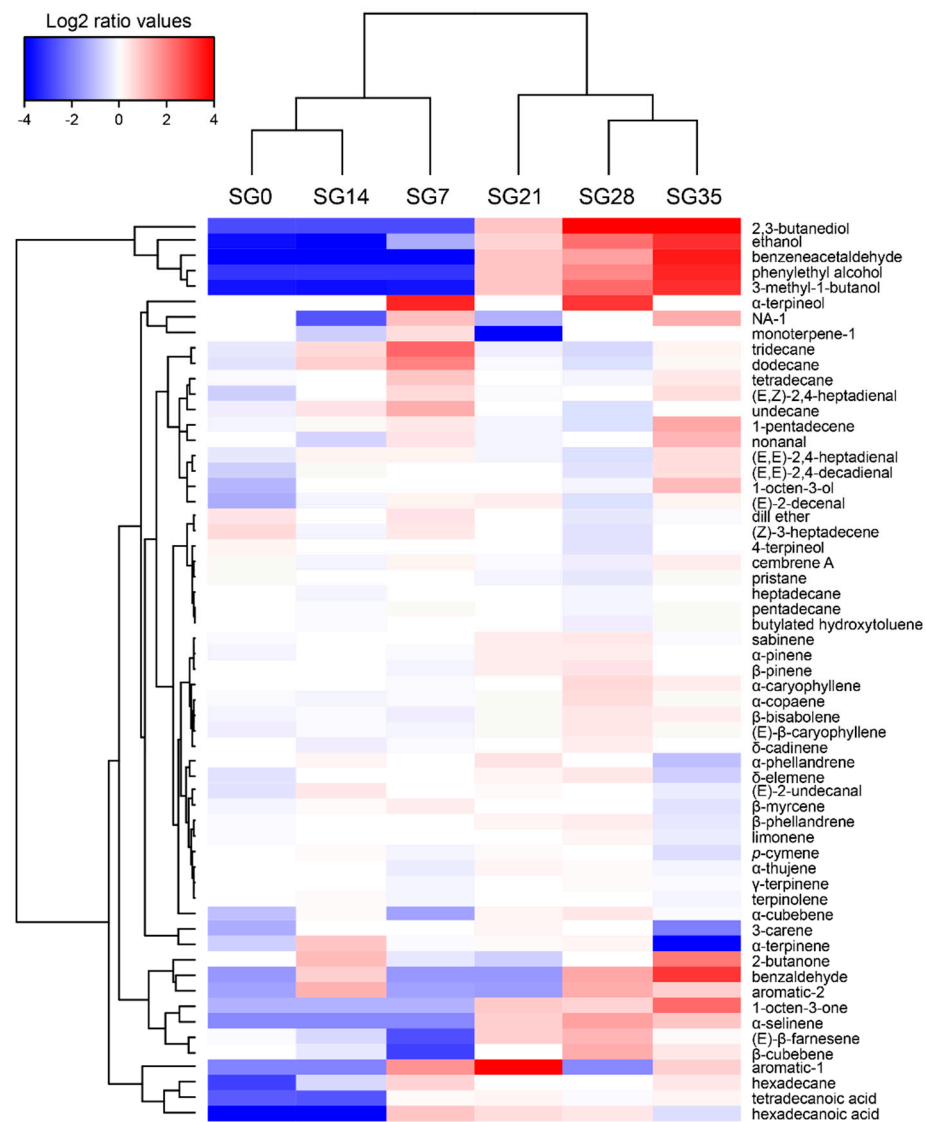 Log2 ratio values
-4 -2 0 2 4
SG0 SG14 SG7 SG21 SG28 SG35
2,3-butanediol
ethanol
benzeneacetaldehyde
phenylethyl alcohol
3-methyl-1-butanol
α-terpineol
NA-1
monoterpene-1
tridecane
dodecane
tetradecane
(E,Z)-2,4-heptadienal
undecane
1-pentadecene
nonanal
(E,E)-2,4-heptadienal
(E,E)-2,4-decadienal
1-octen-3-ol
(E)-2-decenal
dill ether
(Z)-3-heptadecene
4-terpineol
cembrene A
pristane
heptadecane
pentadecane
butylated hydroxytoluene
sabinene
α-pinene
β-pinene
α-caryophyllene
α-copaene
β-bisabolene
(E)-β-caryophyllene
δ-cadinene
α-phellandrene
δ-elemene
(E)-2-undecanal
β-myrcene
β-phellandrene
limonene
p-cymene
α-thujene
γ-terpinene
terpinolene
α-cubebene
3-carene
α-terpinene
2-butanone
benzaldehyde
aromatic-2
1-octen-3-one
α-selinene
(E)-β-farnesene
β-cubebene
aromatic-1
hexadecane
tetradecanoic acid
hexadecanoic acid